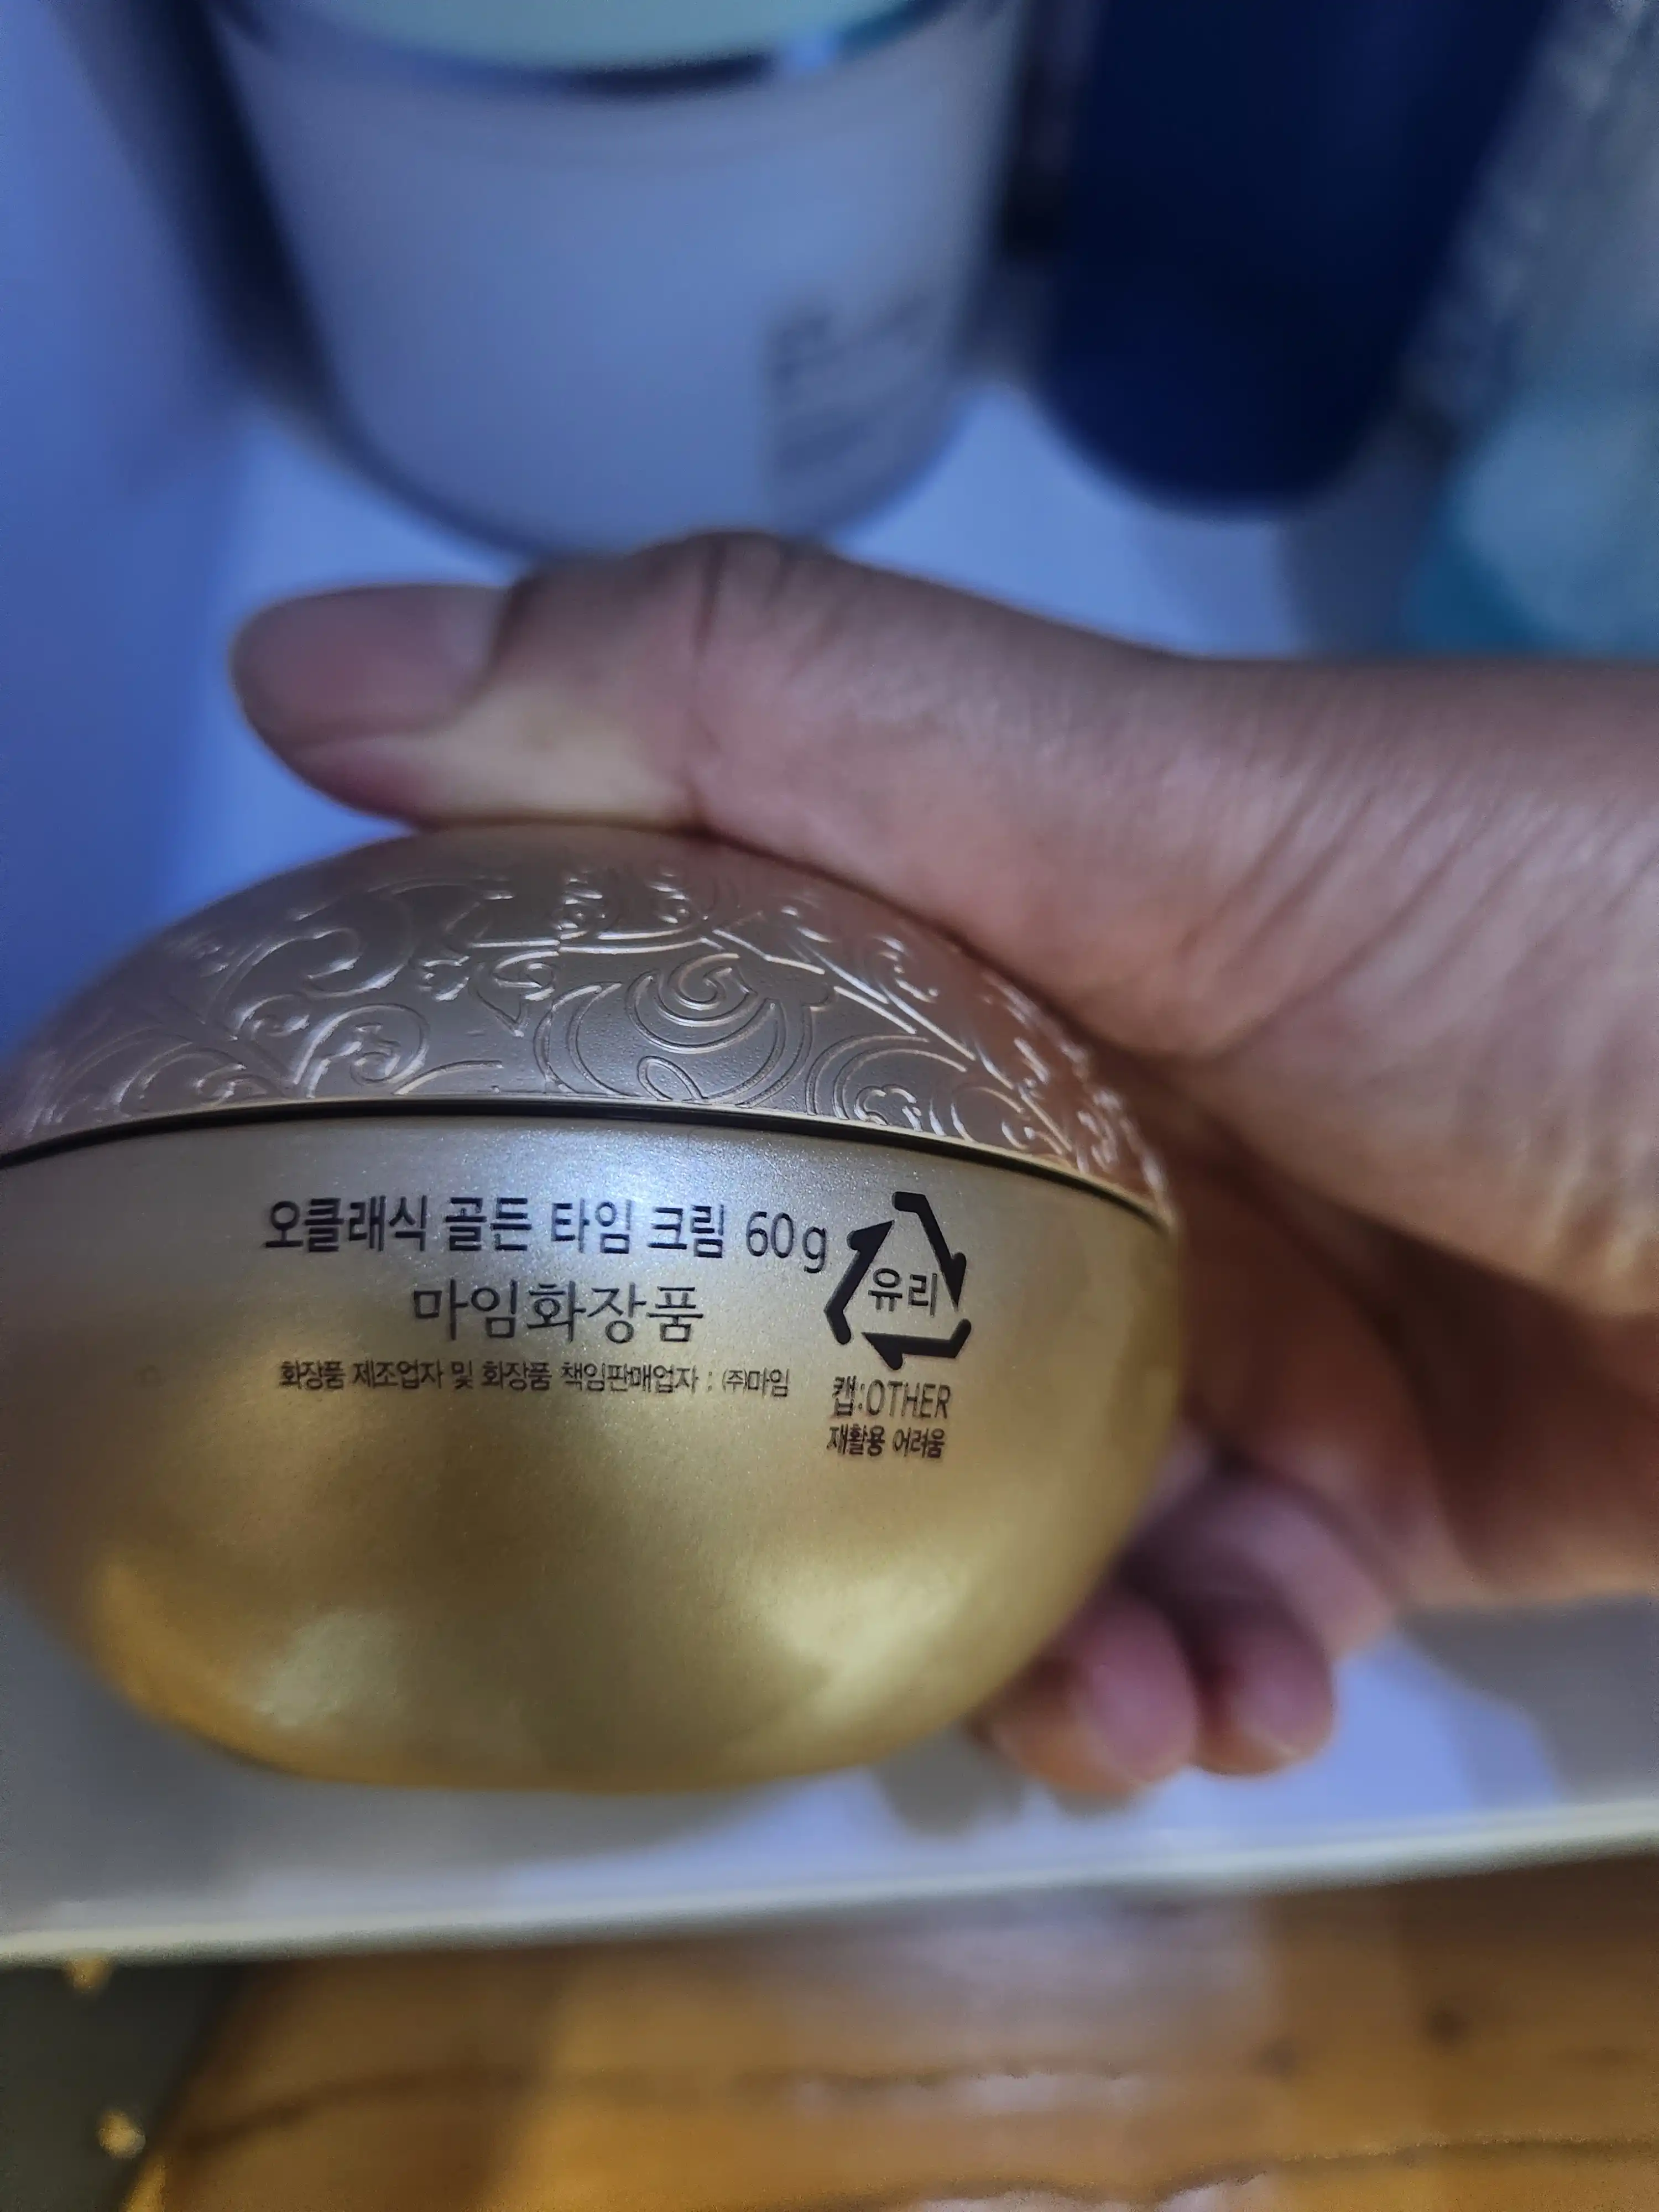 오클래식 골든 타임 크림 60g
마임화장품
화장품 제조업자 및 화장품 책임판매업자 : ㈜마임
유리
캡:OTHER
재활용 어려움